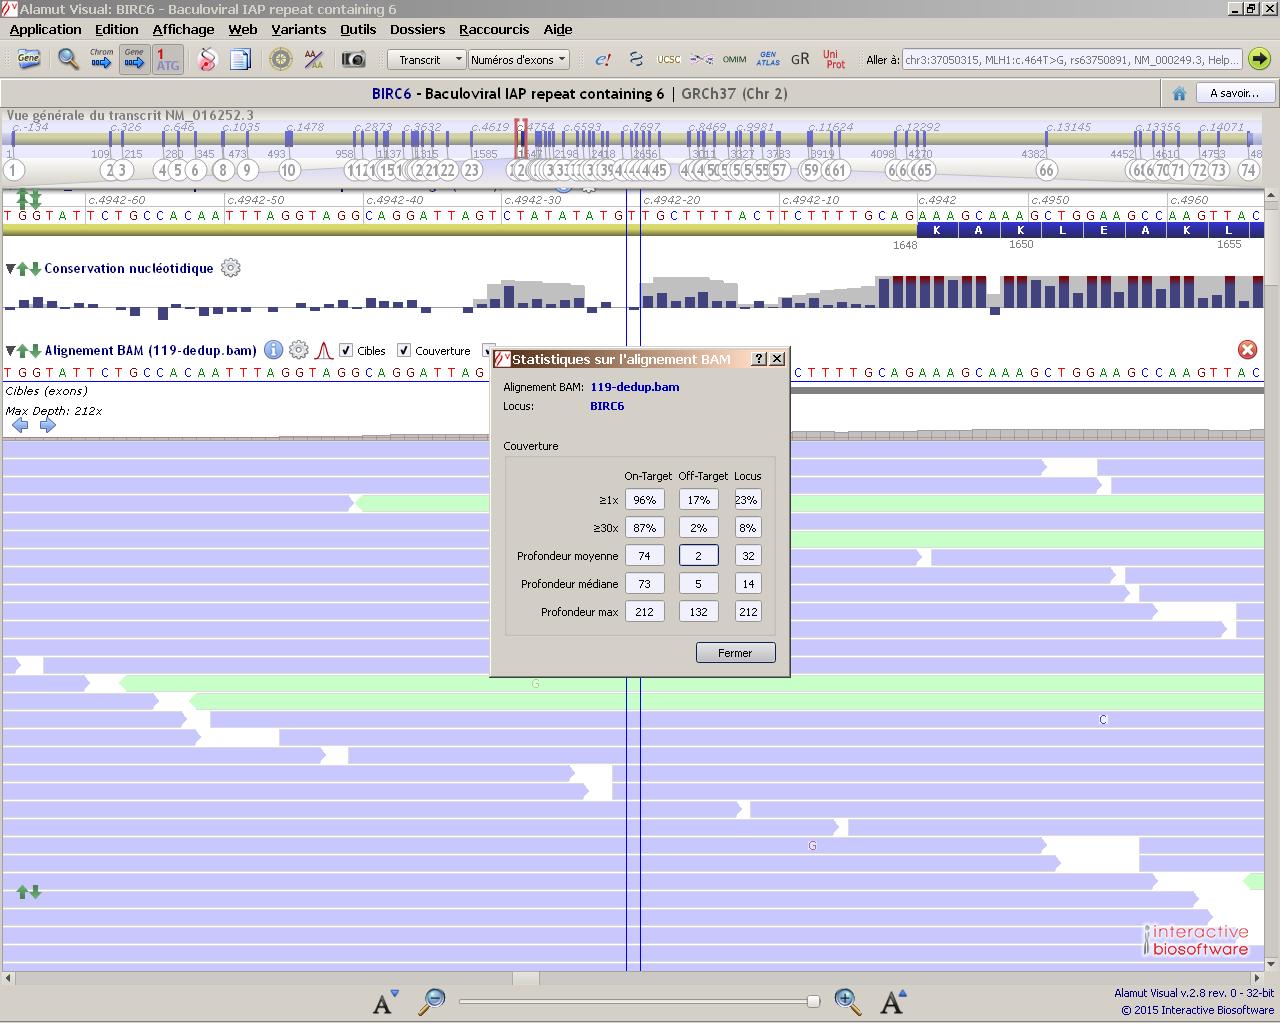 Alamut Visual: BIRC6 - Baculoviral IAP repeat containing 6
Application Edition Affichage Web Variants Outils Dossiers Raccourcis Aide
Gene Chrom Gene 1 ATG AA/AA Transcrit Numéros d'exons e! UCSC OMIM GEN ATLAS GR Uni Prot Aller à: chr3:37050315, MLH1:c.464T>G, rs63750891, NM_000249.3, Help...
BIRC6 - Baculoviral IAP repeat containing 6 | GRCh37 (Chr 2) A savoir...
Vue générale du transcrit NM_016252.3
c.-134 c.326 c.646 c.1035 c.1478 c.2873 c.3632 c.4619 c.4754 c.6593 c.7697 c.8469 c.9981 c.11624 c.12292 c.13145 c.13356 c.14071
1 109 215 280 345 473 493 958 1137 1315 1585 1647 2198 2418 2656 3011 3327 3783 3919 4098 4270 4382 4452 4610 4753 48
1 2 3 4 5 6 8 9 10 22 45 57 59 61 65 66 71 72 73 74
c.4942-60 c.4942-50 c.4942-40 c.4942-30 c.4942-20 c.4942-10 c.4942 c.4950 c.4960
T G G T A T T C T G C C A C A A T T T A G G T A G G C A G G A T T A G T C T A T A T A T G T T G C T T T T A C T T C T T T T G C A G A A A G C A A A G C T G G A A G C C A A G T T A C
K A K L E A K L
1648 1650 1655
Conservation nucléotidique
Alignement BAM (119-dedup.bam) Cibles Couverture
T G G T A T T C T G C C A C A A T T T A G G T A G G C A G G A T T A G C T T T T G C A G A A A G C A A A G C T G G A A G C C A A G T T A C
Cibles (exons)
Max Depth: 212x
Statistiques sur l'alignement BAM
Alignement BAM: 119-dedup.bam
Locus: BIRC6
Couverture
On-Target Off-Target Locus
≥1x 96% 17% 23%
≥30x 87% 2% 8%
Profondeur moyenne 74 2 32
Profondeur médiane 73 5 14
Profondeur max 212 132 212
Fermer
G
C
G
interactive
biosoftware
A A
Alamut Visual v.2.8 rev. 0 - 32-bit
© 2015 Interactive Biosoftware